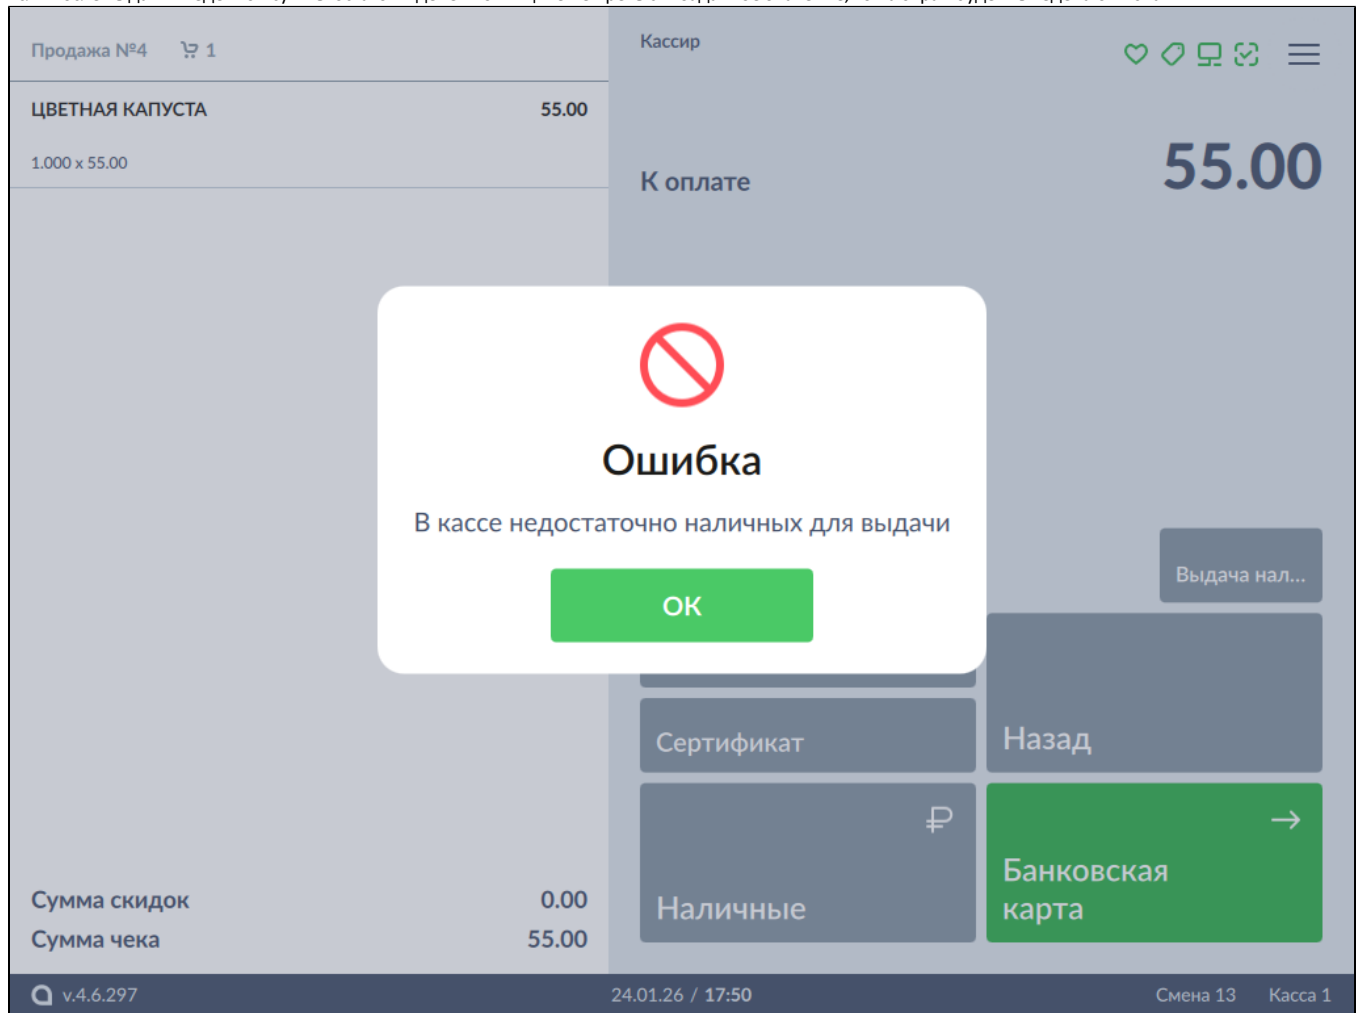 Продажа №4 1
Кассир
ЦВЕТНАЯ КАПУСТА 55.00
1.000 x 55.00
К оплате 55.00
Ошибка
В кассе недостаточно наличных для выдачи
ОК
Выдача нал...
Сертификат
Назад
Наличные
Банковская
карта
Сумма скидок 0.00
Сумма чека 55.00
v.4.6.297 24.01.26 / 17:50 Смена 13 Касса 1